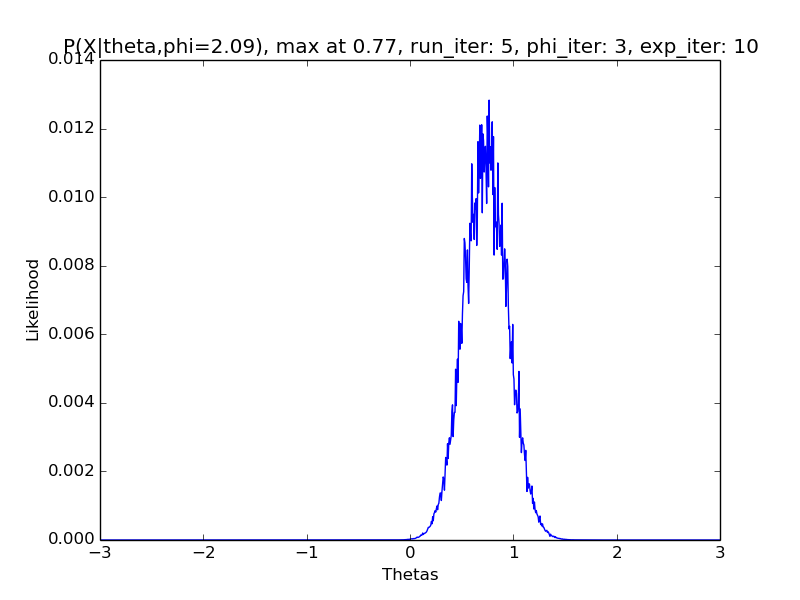 P(X|theta,phi=2.09), max at 0.77, run_iter: 5, phi_iter: 3, exp_iter: 10
0.014
0.012
0.010
0.008
0.006
0.004
0.002
0.000
Likelihood
−3 −2 −1 0 1 2 3
Thetas